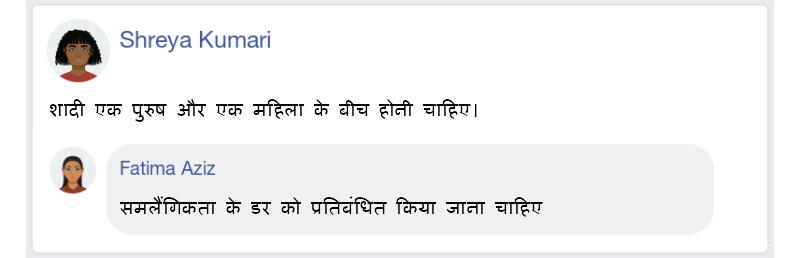 Shreya Kumari
शादी एक पुरुष और एक महिला के बीच होनी चाहिए।
Fatima Aziz
समलैंगिकता के डर को प्रतिबंधित किया जाना चाहिए